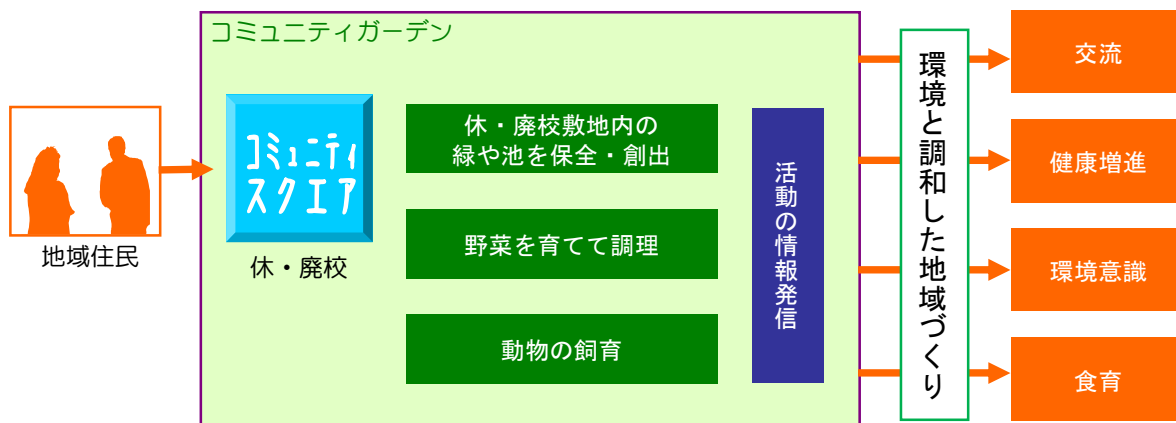 コミュニティガーデン
地域住民
コミュニティ
スクエア
休・廃校
休・廃校敷地内の
緑や池を保全・創出
野菜を育てて調理
動物の飼育
活動の情報発信
環境と調和した地域づくり
交流
健康増進
環境意識
食育